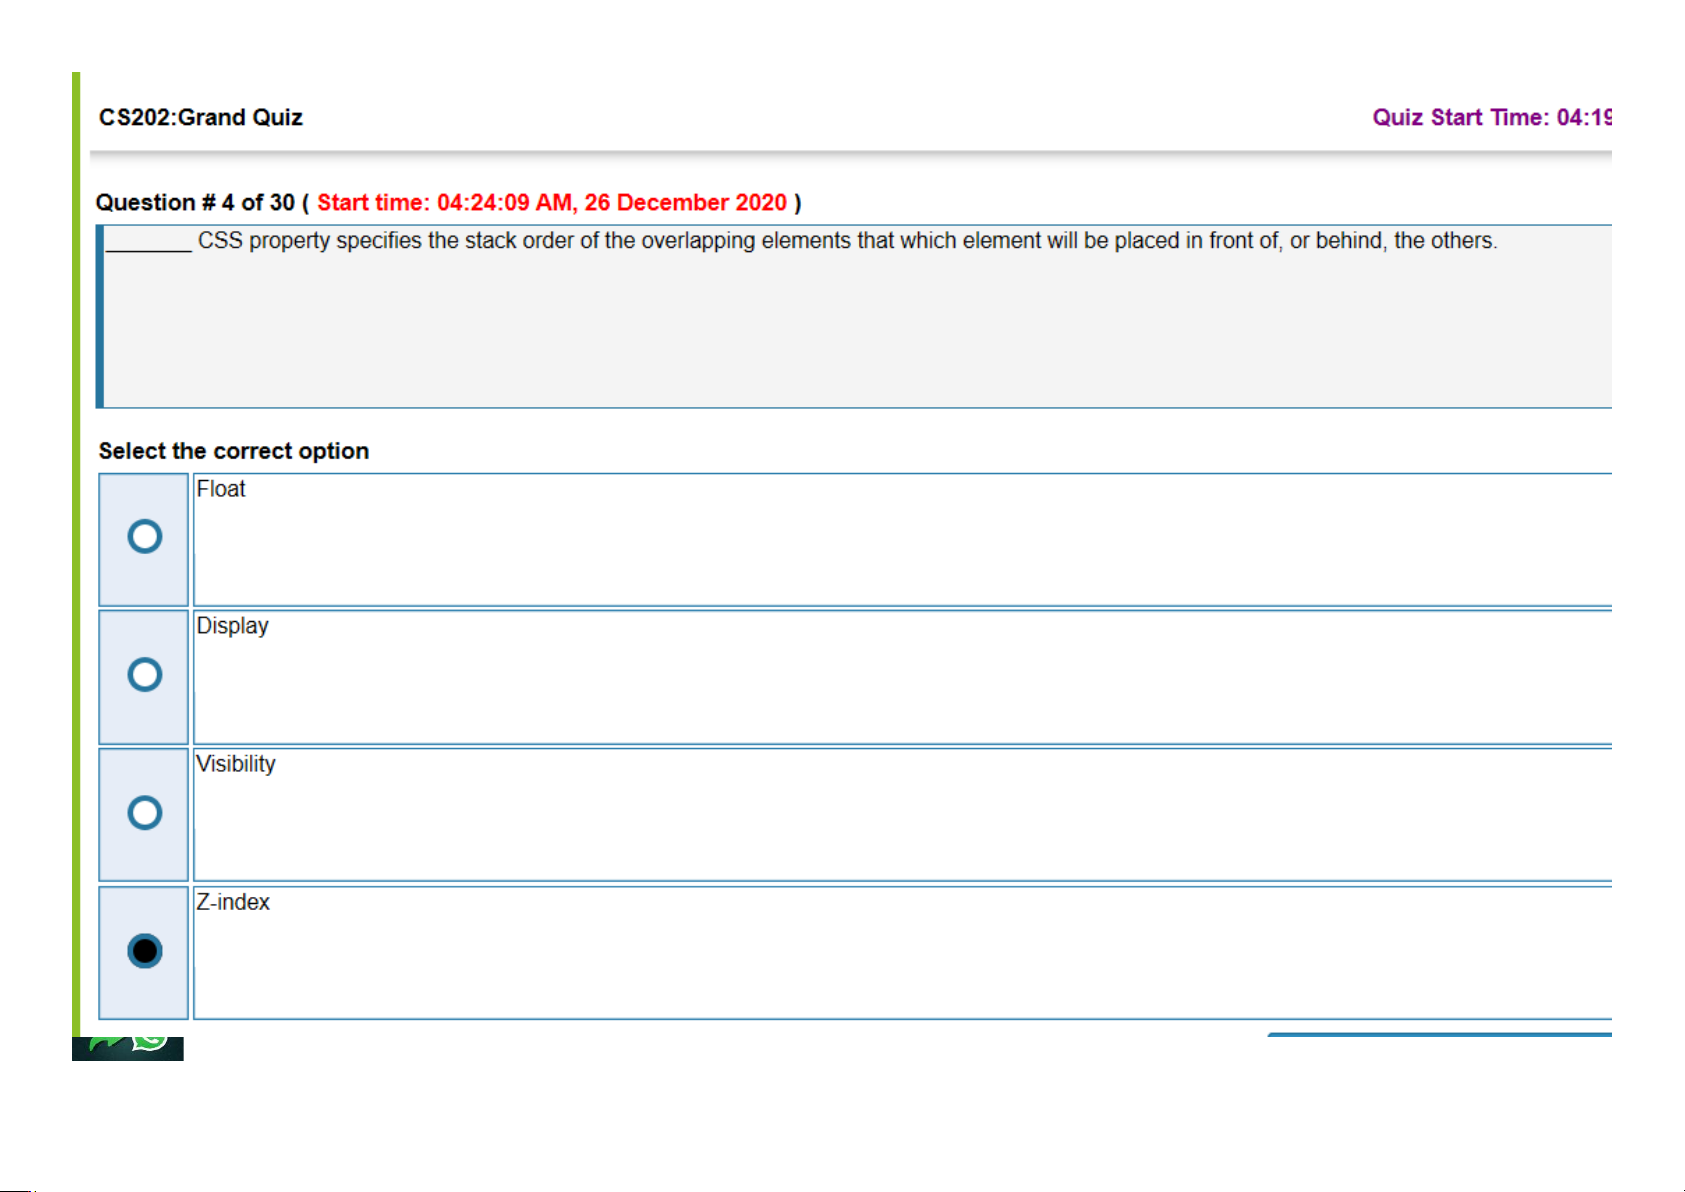 CS202:Grand Quiz
Quiz Start Time: 04:19
Question # 4 of 30 ( Start time: 04:24:09 AM, 26 December 2020 )
_______ CSS property specifies the stack order of the overlapping elements that which element will be placed in front of, or behind, the others.
Select the correct option
Float
Display
Visibility
Z-index